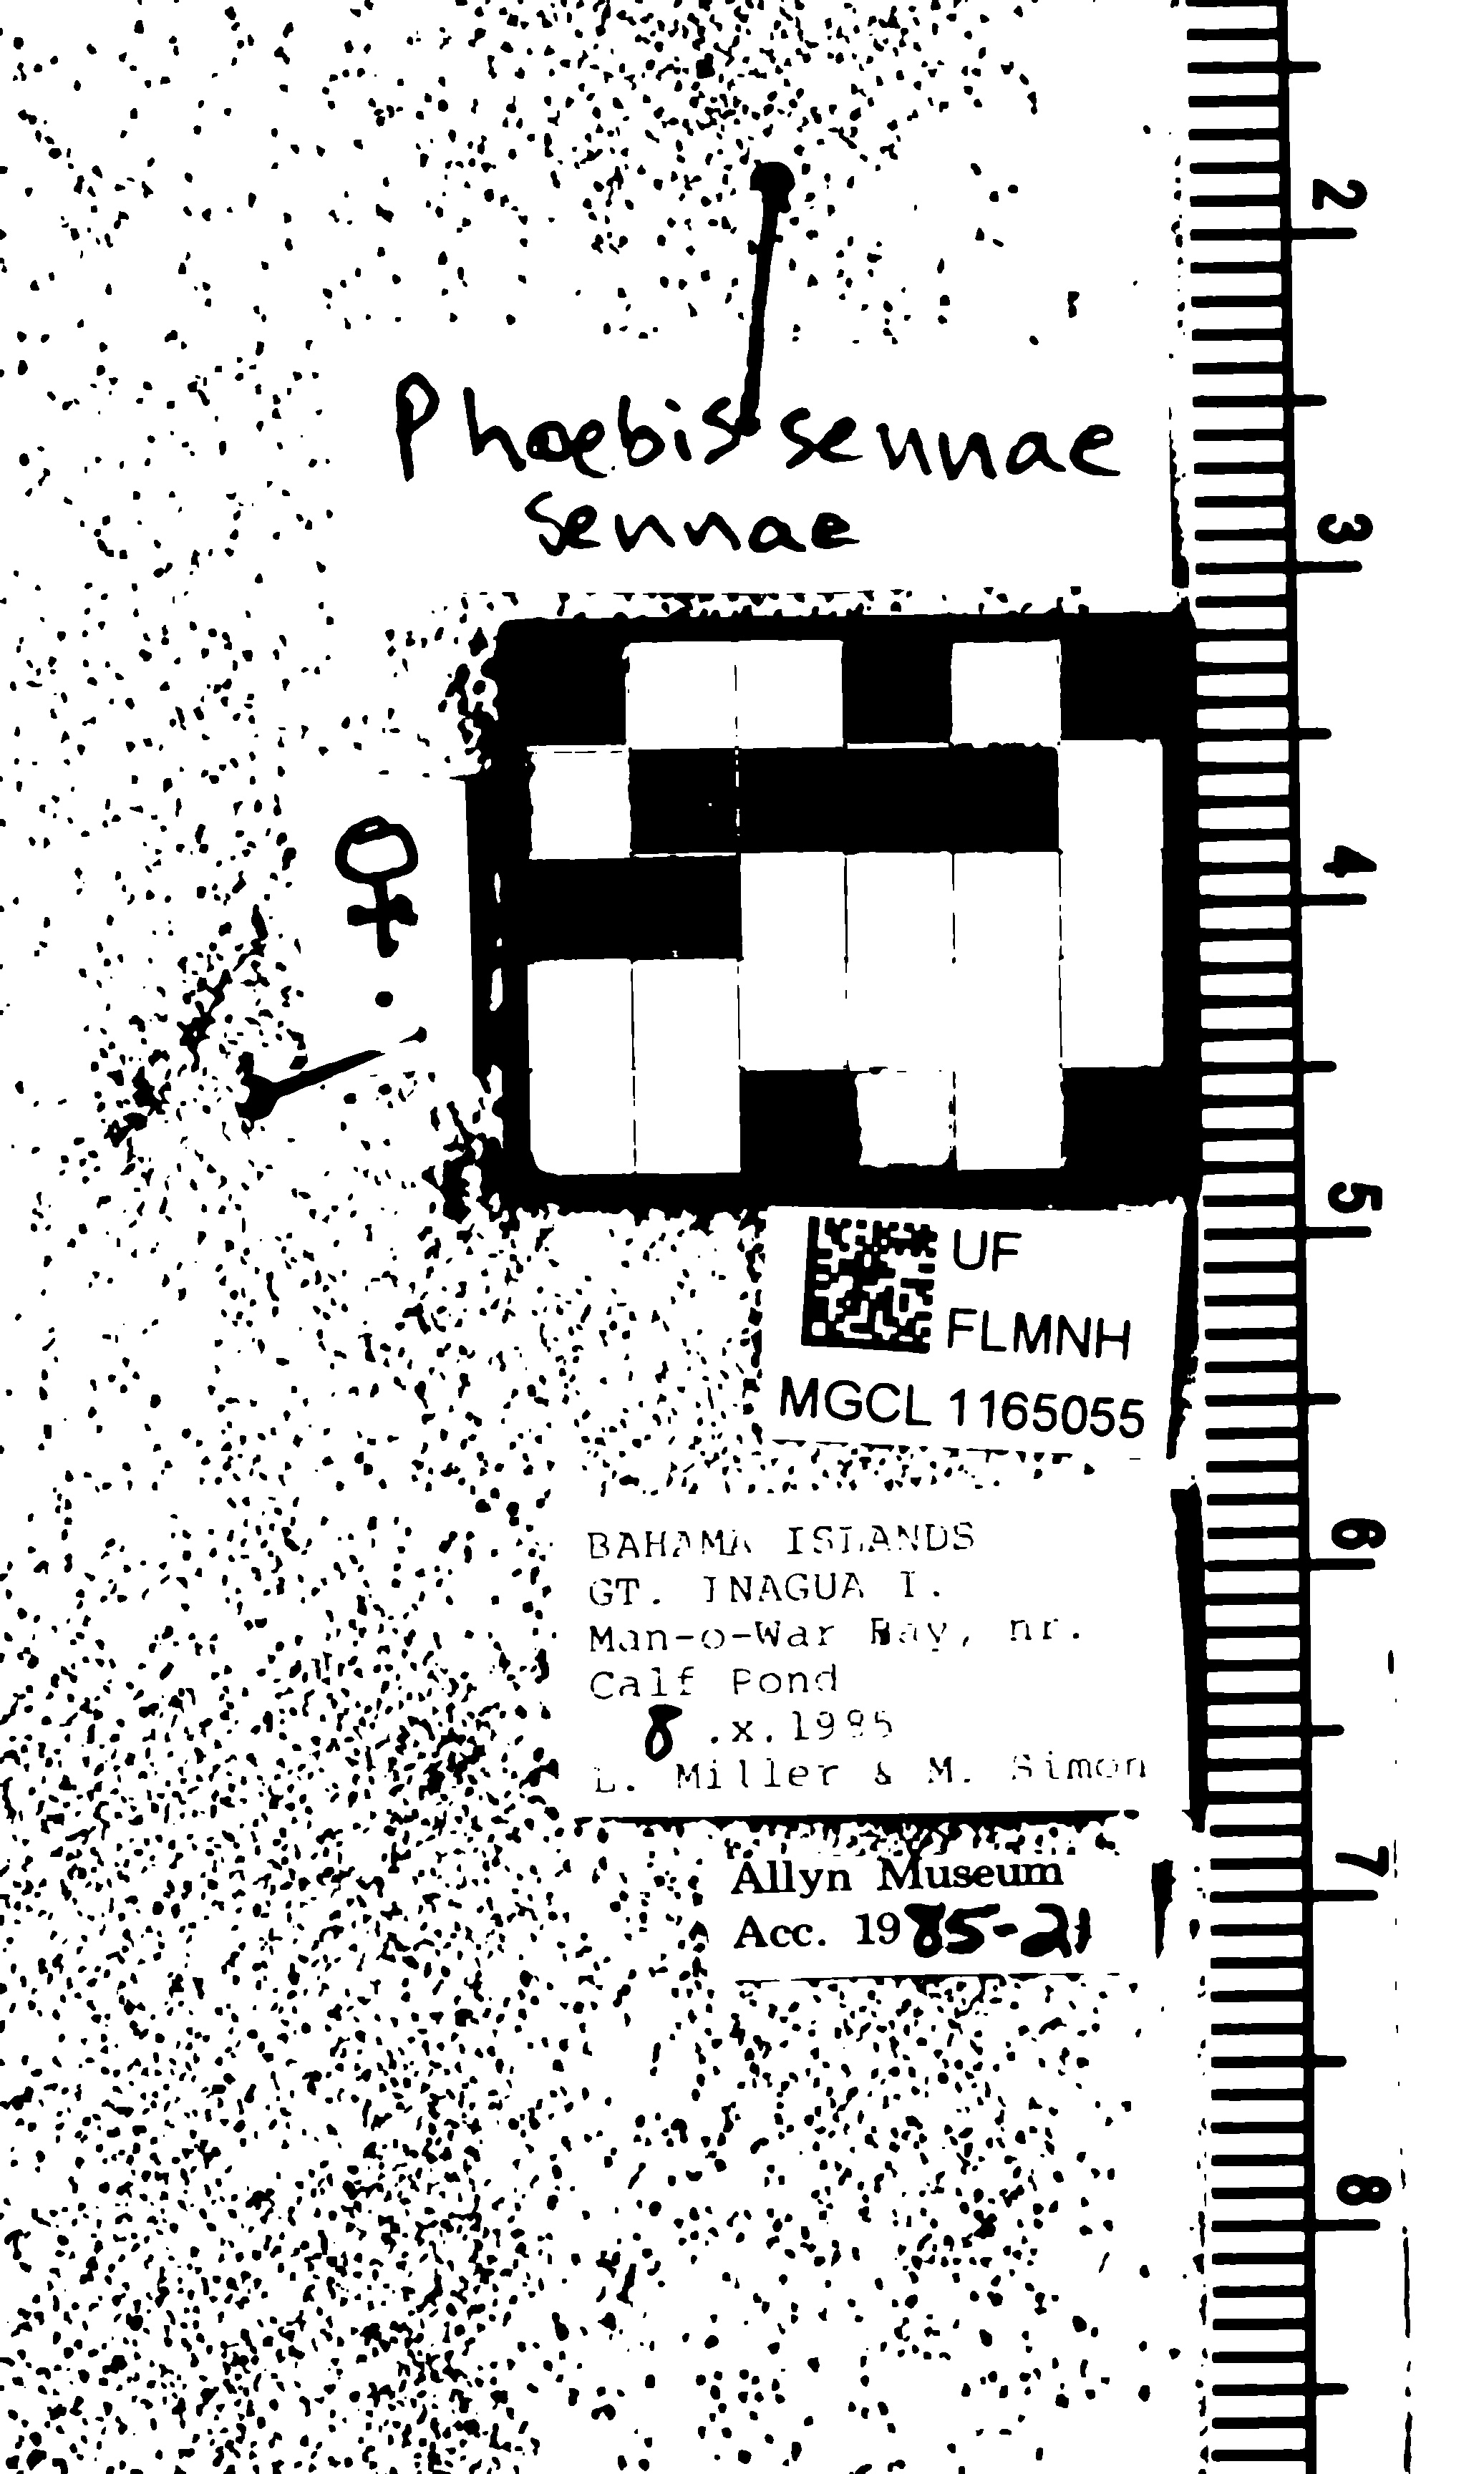 Phoebis sennae
sennae
♀
UF
FLMNH
MGCL 1165055
BAHAMA ISLANDS
GT. INAGUA I.
Man-o-War Bay, nr.
Calf Pond
8 .x.1985
L. Miller & M. Simon
Allyn Museum
Acc. 1985-21
2
3
4
5
6
7
8